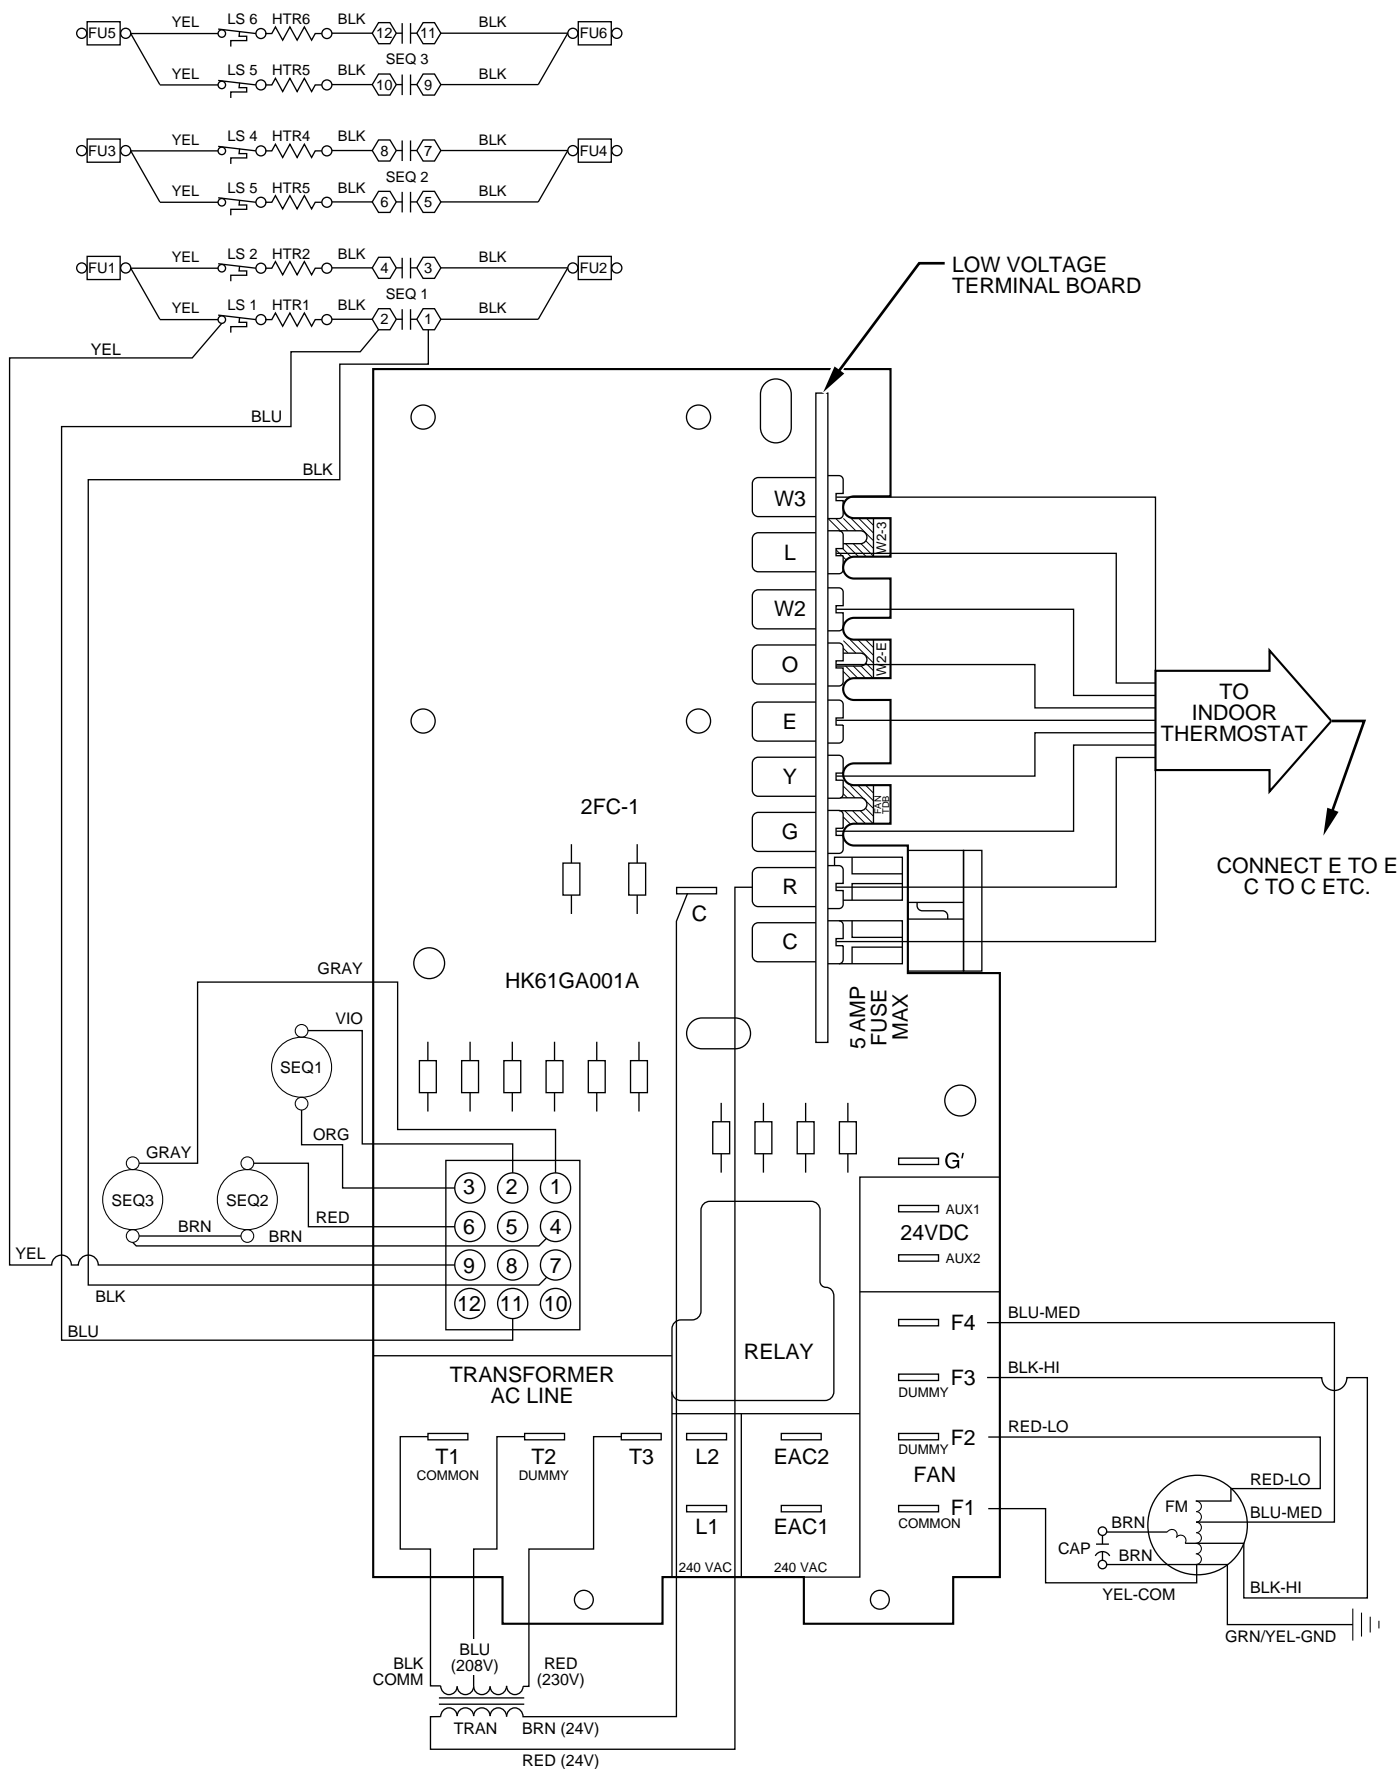 YEL LS 6 HTR6 BLK BLK
FU5 12 11 FU6
SEQ 3
YEL LS 5 HTR5 BLK BLK
10 9
YEL LS 4 HTR4 BLK BLK
FU3 8 7 FU4
SEQ 2
YEL LS 5 HTR5 BLK BLK
6 5
YEL LS 2 HTR2 BLK BLK
FU1 4 3 FU2
SEQ 1
YEL LS 1 HTR1 BLK BLK
2 1
YEL
BLU
BLK
LOW VOLTAGE
TERMINAL BOARD
W3
W2-3
L
W2
W2-E
O
E
Y
FAN
TDB
G
R
C
TO
INDOOR
THERMOSTAT
CONNECT E TO E
C TO C ETC.
2FC-1
C
HK61GA001A
5 AMP
FUSE
MAX
GRAY
VIO
SEQ1
ORG
GRAY
SEQ3 SEQ2
RED
BRN
BRN
YEL
BLK
BLU
3 2 1
6 5 4
9 8 7
12 11 10
G′
AUX1
24VDC
AUX2
RELAY
F4 BLU-MED
F3 BLK-HI
DUMMY
F2 RED-LO
DUMMY
FAN
F1
COMMON
TRANSFORMER
AC LINE
T1
COMMON
T2
DUMMY
T3
L2
L1
240 VAC
EAC2
EAC1
240 VAC
RED-LO
FM
BLU-MED
BRN
CAP
BRN
YEL-COM
BLK-HI
GRN/YEL-GND
BLK
COMM
BLU
(208V)
RED
(230V)
TRAN
BRN (24V)
RED (24V)